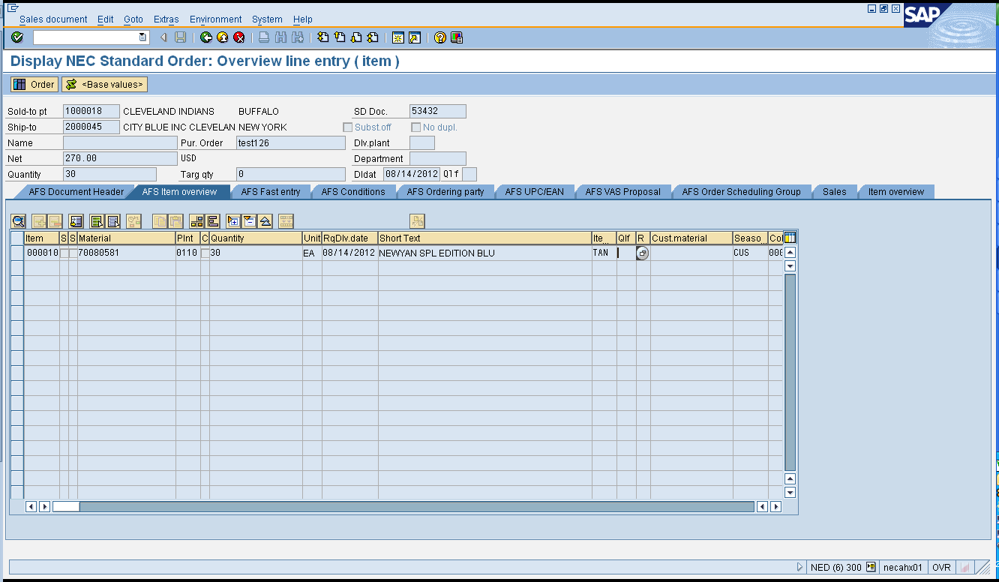 Sales document Edit Goto Extras Environment System Help
SAP
Display NEC Standard Order: Overview line entry ( item )
Order <Base values>
Sold-to pt 1000018 CLEVELAND INDIANS BUFFALO SD Doc. 53432
Ship-to 2000045 CITY BLUE INC CLEVELAN NEW YORK Subst.off No dupl.
Name Pur. Order test126 Dlv.plant
Net 270.00 USD Department
Quantity 30 Targ qty 0 Dldat 08/14/2012 Qlf
AFS Document Header AFS Item overview AFS Fast entry AFS Conditions AFS Ordering party AFS UPC/EAN AFS VAS Proposal AFS Order Scheduling Group Sales Item overview
Item S S Material Plnt C Quantity Unit RqDlv.date Short Text Ite... Qlf R Cust.material Seaso... Col
000010 70080581 0110 30 EA 08/14/2012 NEWYAN SPL EDITION BLU TAN CUS 000
NED (6) 300 necahx01 OVR